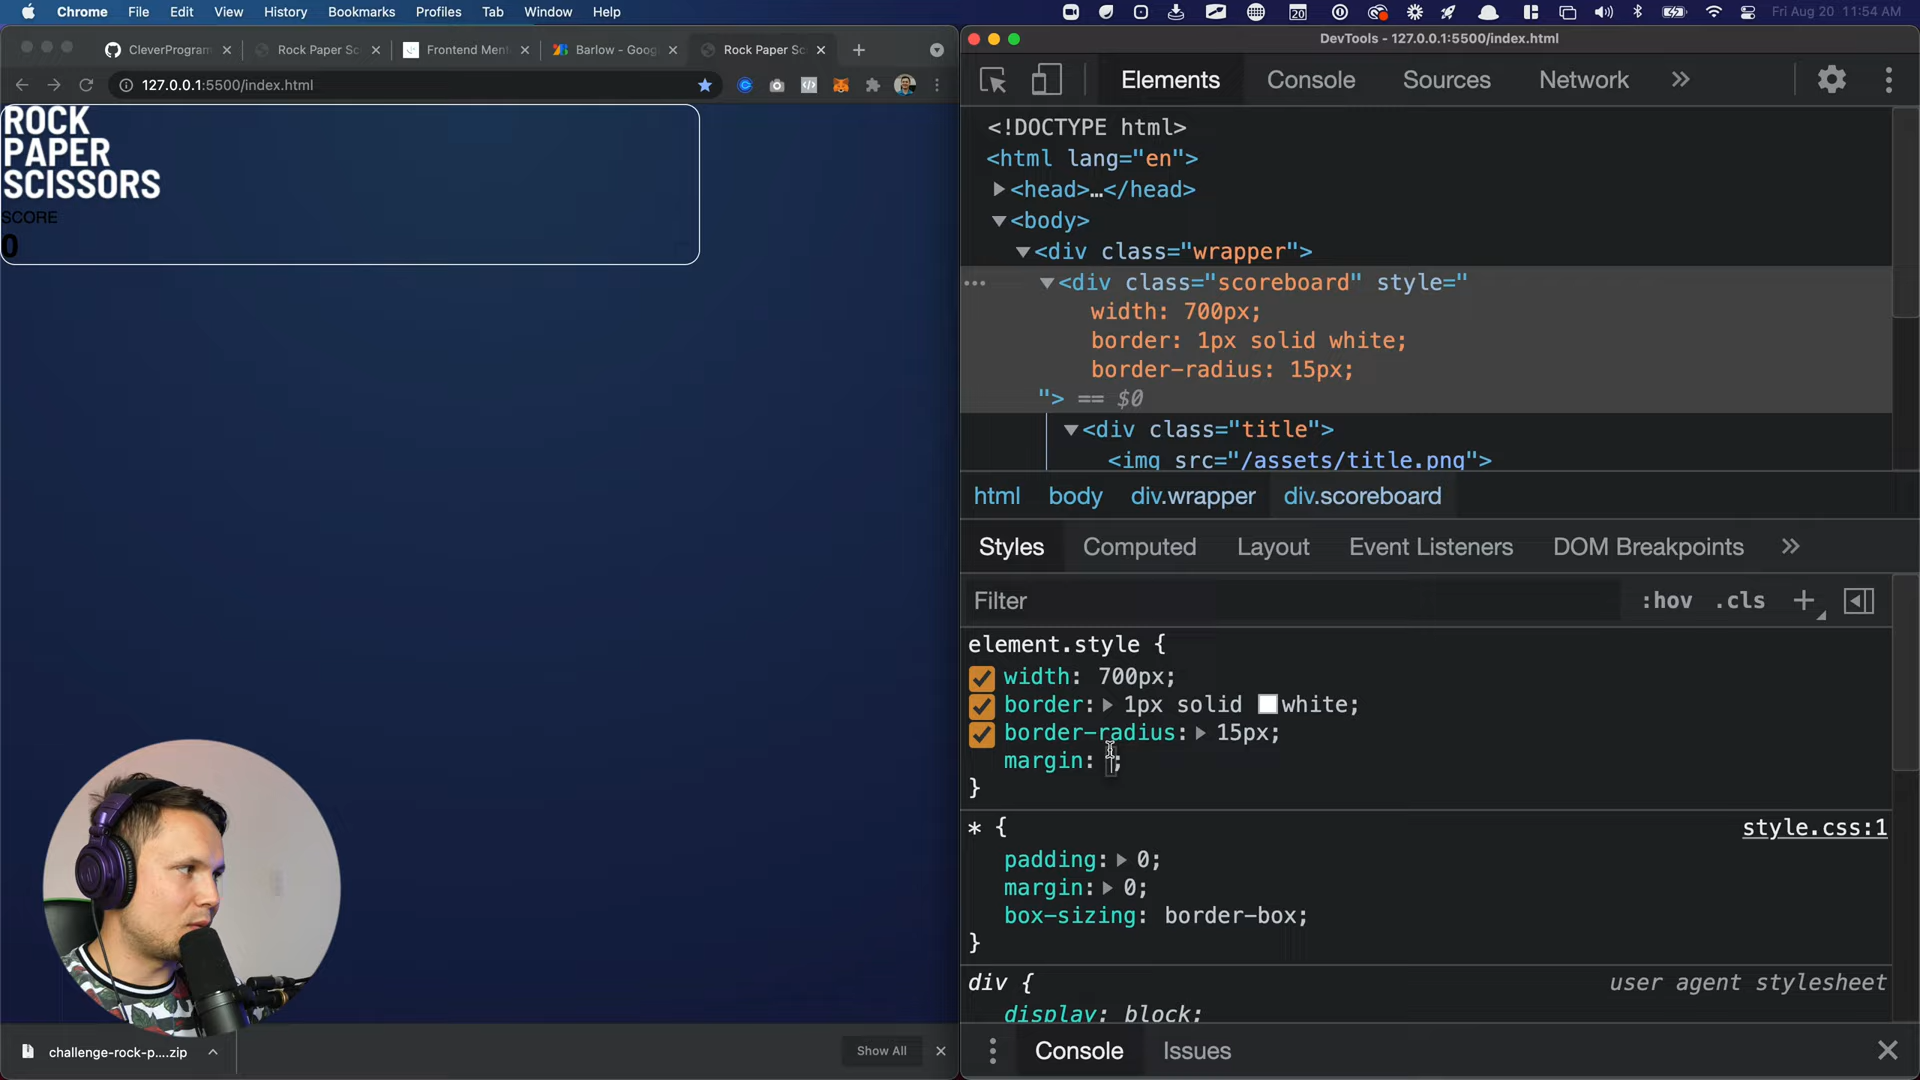 Chrome File Edit View History Bookmarks Profiles Tab Window Help
20
Fri Aug 20 11:54 AM
CleverProgram
Rock Paper Sc
Frontend Ment
Barlow - Goog
Rock Paper Sc
127.0.0.1:5500/index.html
ROCK
PAPER
SCISSORS
SCORE
0
challenge-rock-p....zip
Show All
DevTools - 127.0.0.1:5500/index.html
Elements Console Sources Network
<!DOCTYPE html>
<html lang="en">
<head>…</head>
<body>
<div class="wrapper">
<div class="scoreboard" style="
width: 700px;
border: 1px solid white;
border-radius: 15px;
"> == $0
<div class="title">
<img src="/assets/title.png">
html body div.wrapper div.scoreboard
Styles Computed Layout Event Listeners DOM Breakpoints
Filter
:hov .cls
element.style {
width: 700px;
border: 1px solid white;
border-radius: 15px;
margin: ;
}
* {
style.css:1
padding: 0;
margin: 0;
box-sizing: border-box;
}
div {
user agent stylesheet
display: block;
Console Issues